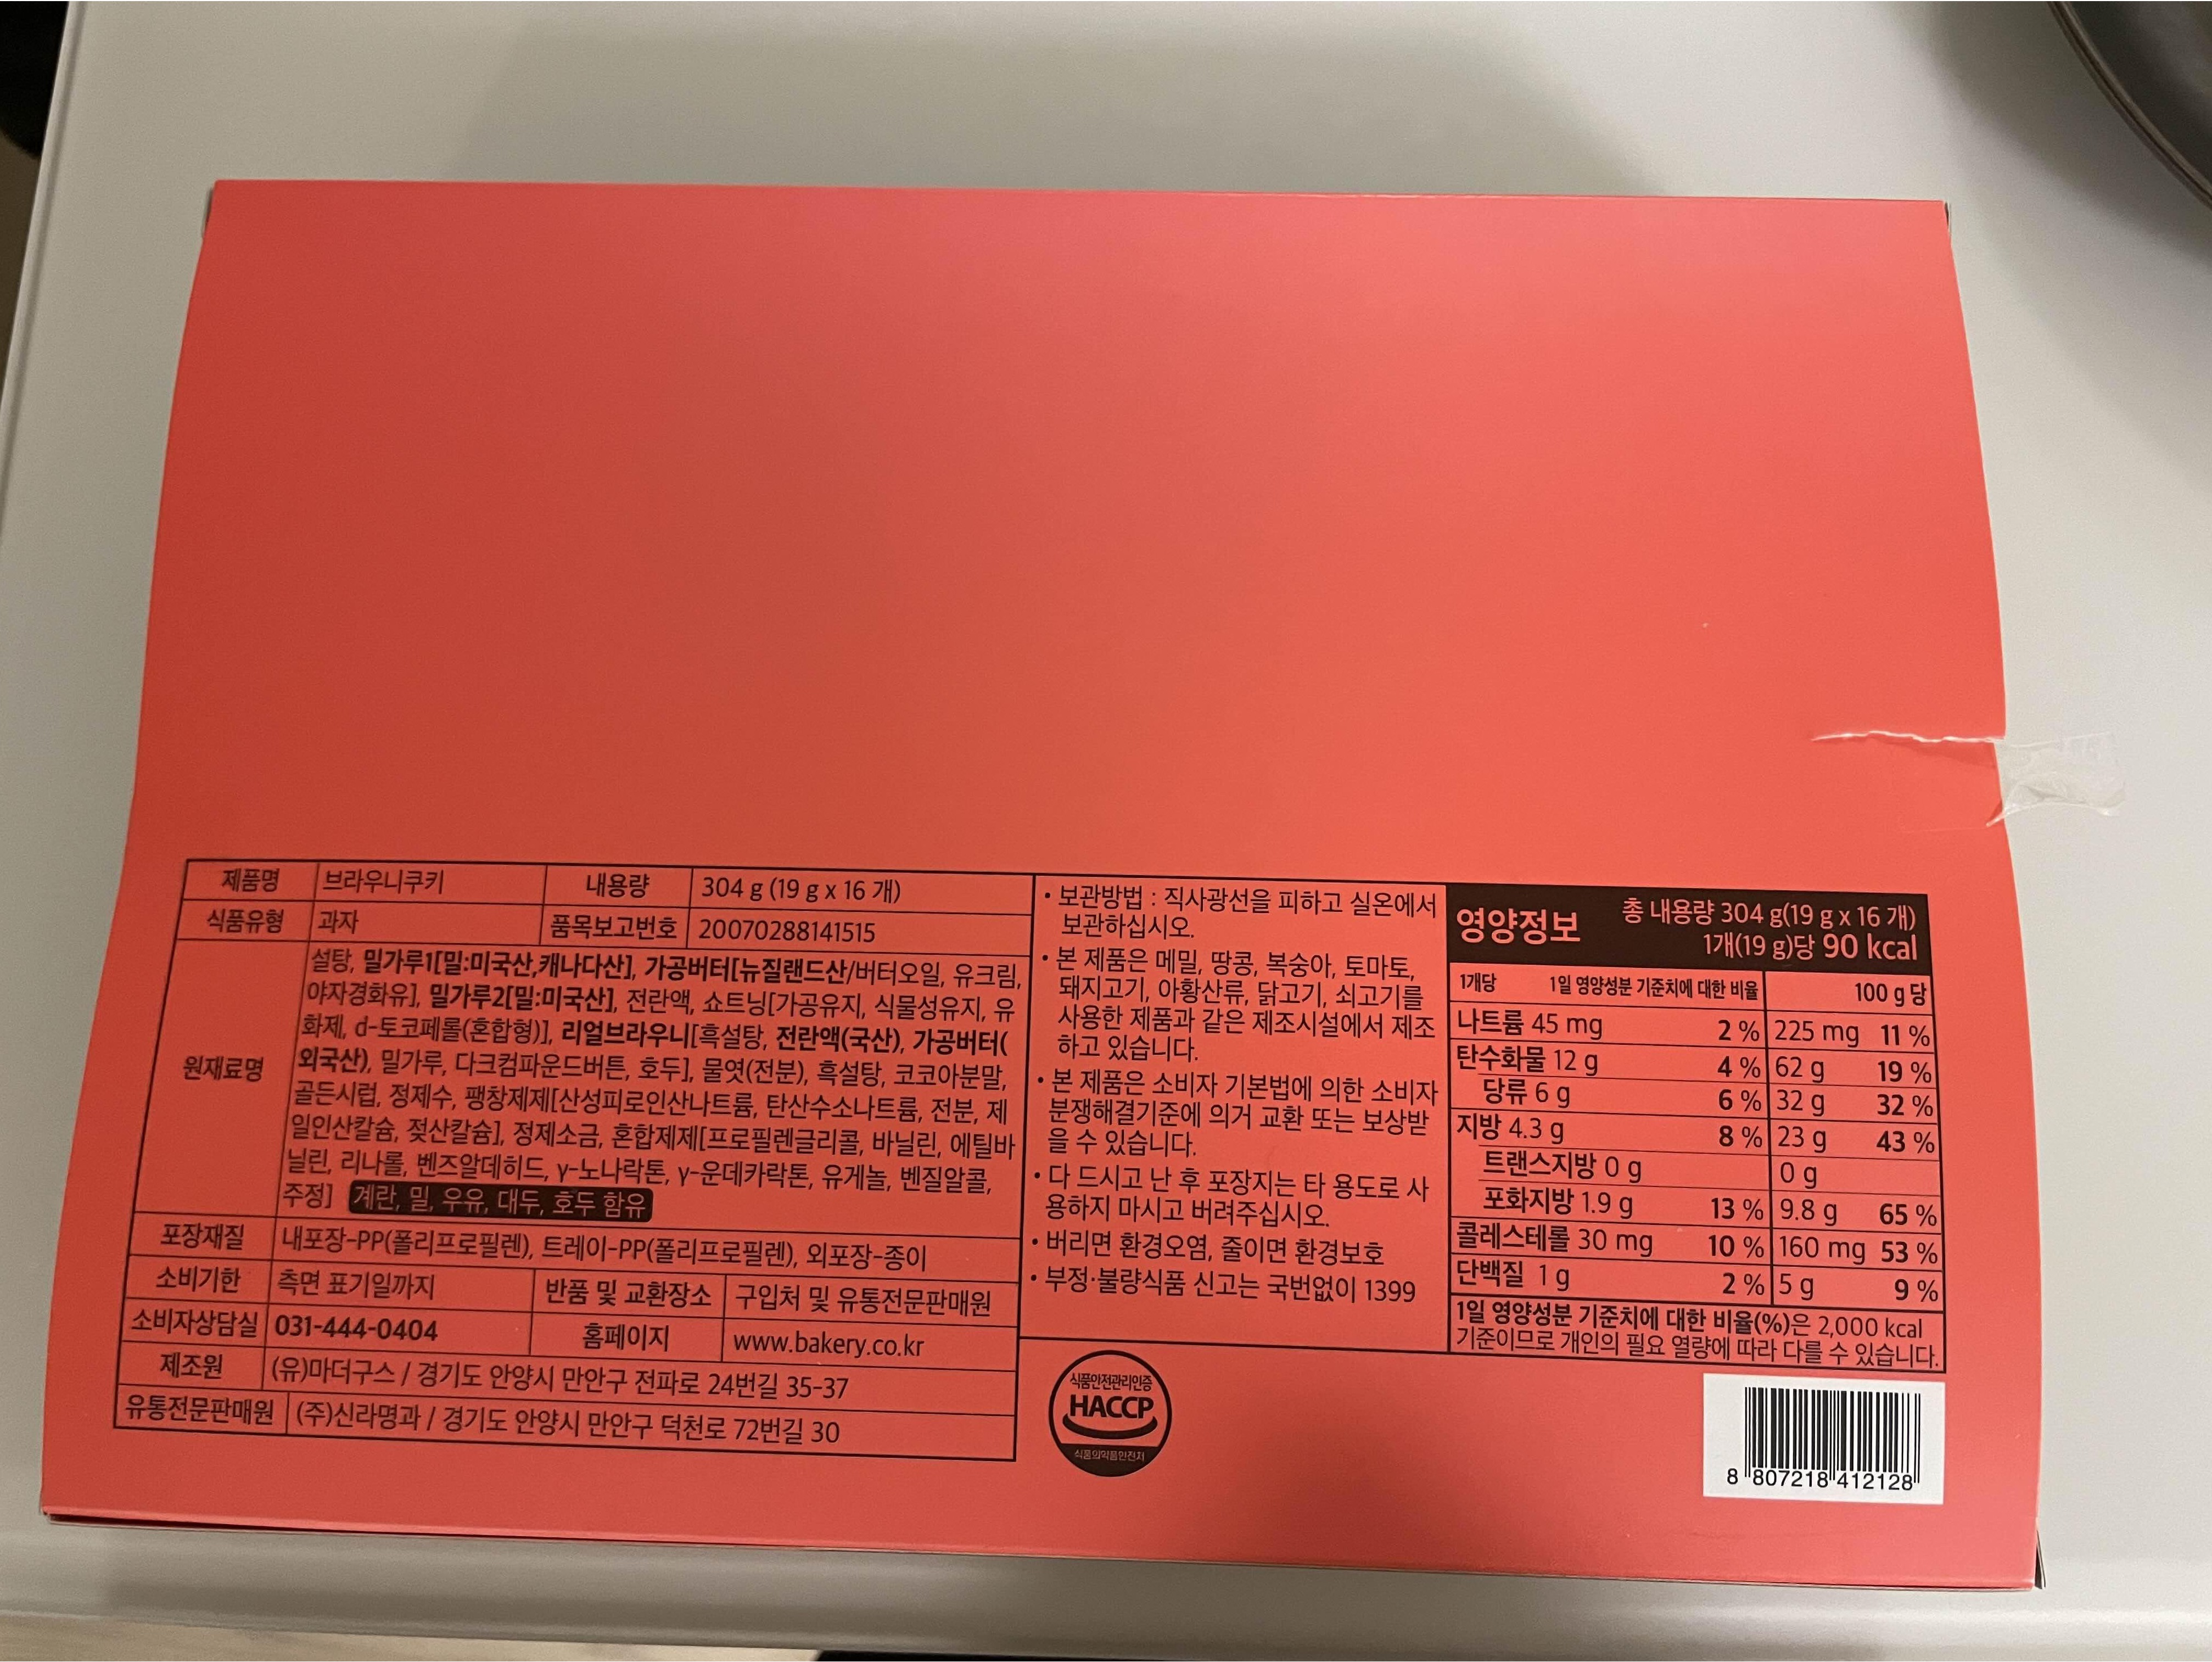 제품명 브라우니쿠키 내용량 304 g (19 g x 16 개)
식품유형 과자 품목보고번호 20070288141515
원재료명
설탕, 밀가루1[밀:미국산,캐나다산], 가공버터[뉴질랜드산/버터오일, 유크림,
야자경화유], 밀가루2[밀:미국산], 전란액, 쇼트닝[가공유지, 식물성유지, 유
화제, d-토코페롤(혼합형)], 리얼브라우니[흑설탕, 전란액(국산), 가공버터(
외국산), 밀가루, 다크컴파운드버튼, 호두], 물엿(전분), 흑설탕, 코코아분말,
골든시럽, 정제수, 팽창제제[산성피로인산나트륨, 탄산수소나트륨, 전분, 제
일인산칼슘, 젖산칼슘], 정제소금, 혼합제제[프로필렌글리콜, 바닐린, 에틸바
닐린, 리나롤, 벤즈알데히드, γ-노나락톤, γ-운데카락톤, 유게놀, 벤질알콜,
주정] 계란, 밀, 우유, 대두, 호두 함유
포장재질 내포장-PP(폴리프로필렌), 트레이-PP(폴리프로필렌), 외포장-종이
소비기한 측면 표기일까지 반품 및 교환장소 구입처 및 유통전문판매원
소비자상담실 031-444-0404 홈페이지 www.bakery.co.kr
제조원 (유)마더구스 / 경기도 안양시 만안구 전파로 24번길 35-37
유통전문판매원 (주)신라명과 / 경기도 안양시 만안구 덕천로 72번길 30
• 보관방법 : 직사광선을 피하고 실온에서
보관하십시오.
• 본 제품은 메밀, 땅콩, 복숭아, 토마토,
돼지고기, 아황산류, 닭고기, 쇠고기를
사용한 제품과 같은 제조시설에서 제조
하고 있습니다.
• 본 제품은 소비자 기본법에 의한 소비자
분쟁해결기준에 의거 교환 또는 보상받
을 수 있습니다.
• 다 드시고 난 후 포장지는 타 용도로 사
용하지 마시고 버려주십시오.
• 버리면 환경오염, 줄이면 환경보호
• 부정·불량식품 신고는 국번없이 1399
식품안전관리인증
HACCP
식품의약품안전처
영양정보 총 내용량 304 g(19 g x 16 개)
1개(19 g)당 90 kcal
1개당 1일 영양성분 기준치에 대한 비율 100 g 당
나트륨 45 mg 2 % 225 mg 11 %
탄수화물 12 g 4 % 62 g 19 %
당류 6 g 6 % 32 g 32 %
지방 4.3 g 8 % 23 g 43 %
트랜스지방 0 g 0 g
포화지방 1.9 g 13 % 9.8 g 65 %
콜레스테롤 30 mg 10 % 160 mg 53 %
단백질 1 g 2 % 5 g 9 %
1일 영양성분 기준치에 대한 비율(%)은 2,000 kcal
기준이므로 개인의 필요 열량에 따라 다를 수 있습니다.
8 807218 412128